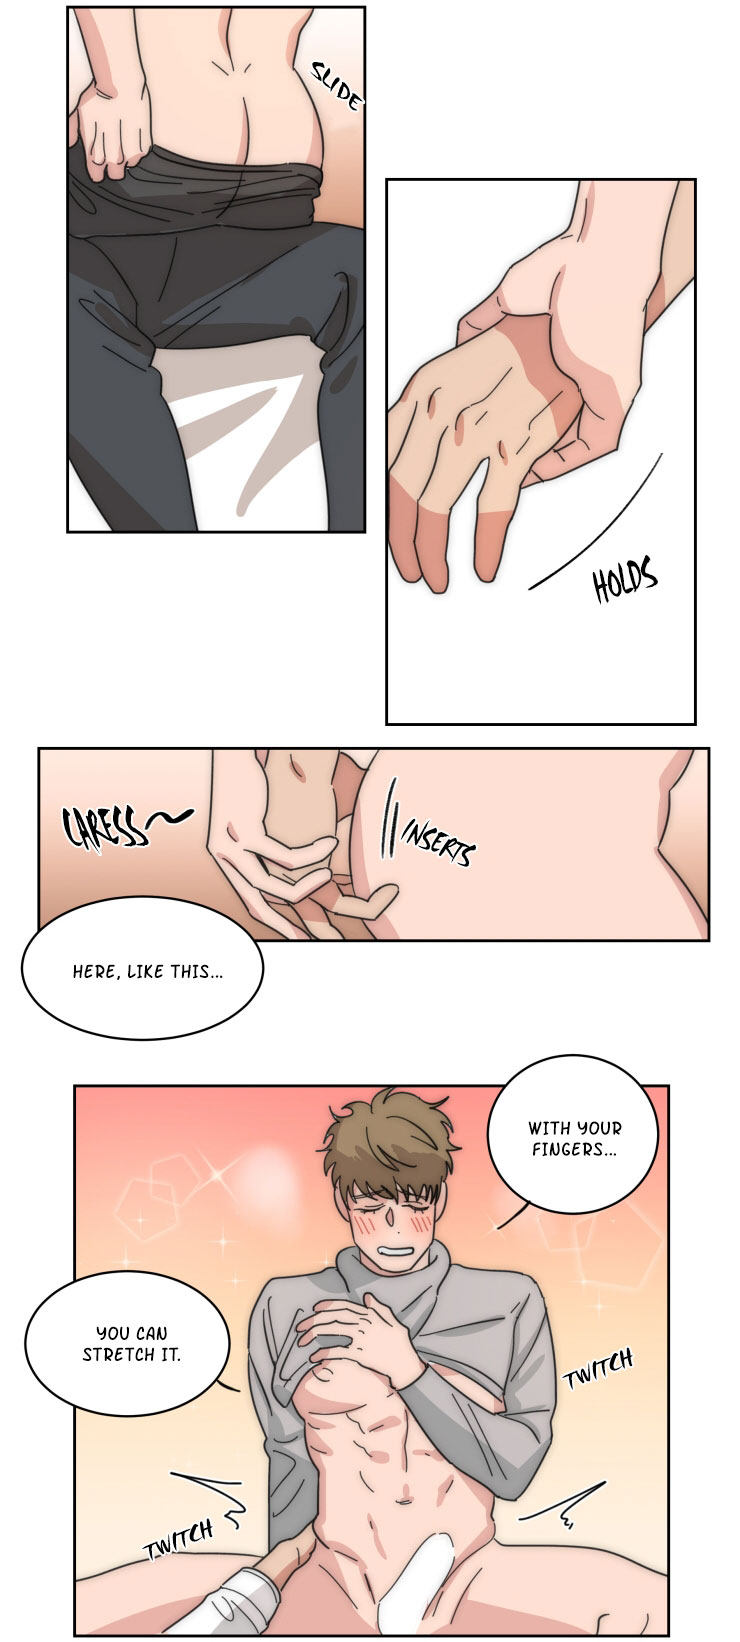 SLIDE
HOLDS
CARESS~
INSERTS
HERE, LIKE THIS...
WITH YOUR
FINGERS...
YOU CAN
STRETCH IT.
TWITCH
TWITCH